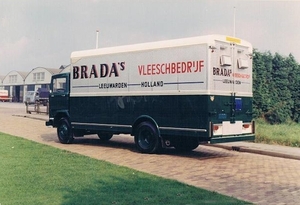 BRADA'S VLEESCHBEDRIJF
LEEUWARDEN HOLLAND
BRADA'S